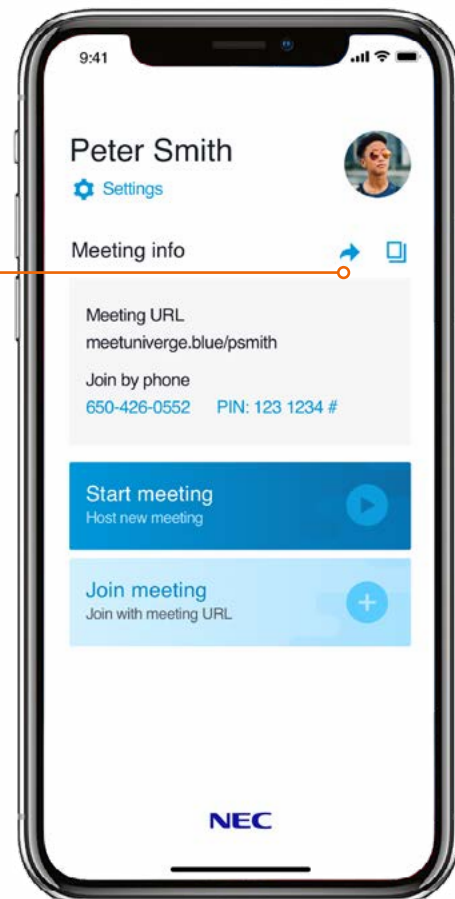 9:41
Peter Smith
Settings
Meeting info
Meeting URL
meetuniverge.blue/psmith
Join by phone
650-426-0552 PIN: 123 1234 #
Start meeting
Host new meeting
Join meeting
Join with meeting URL
NEC